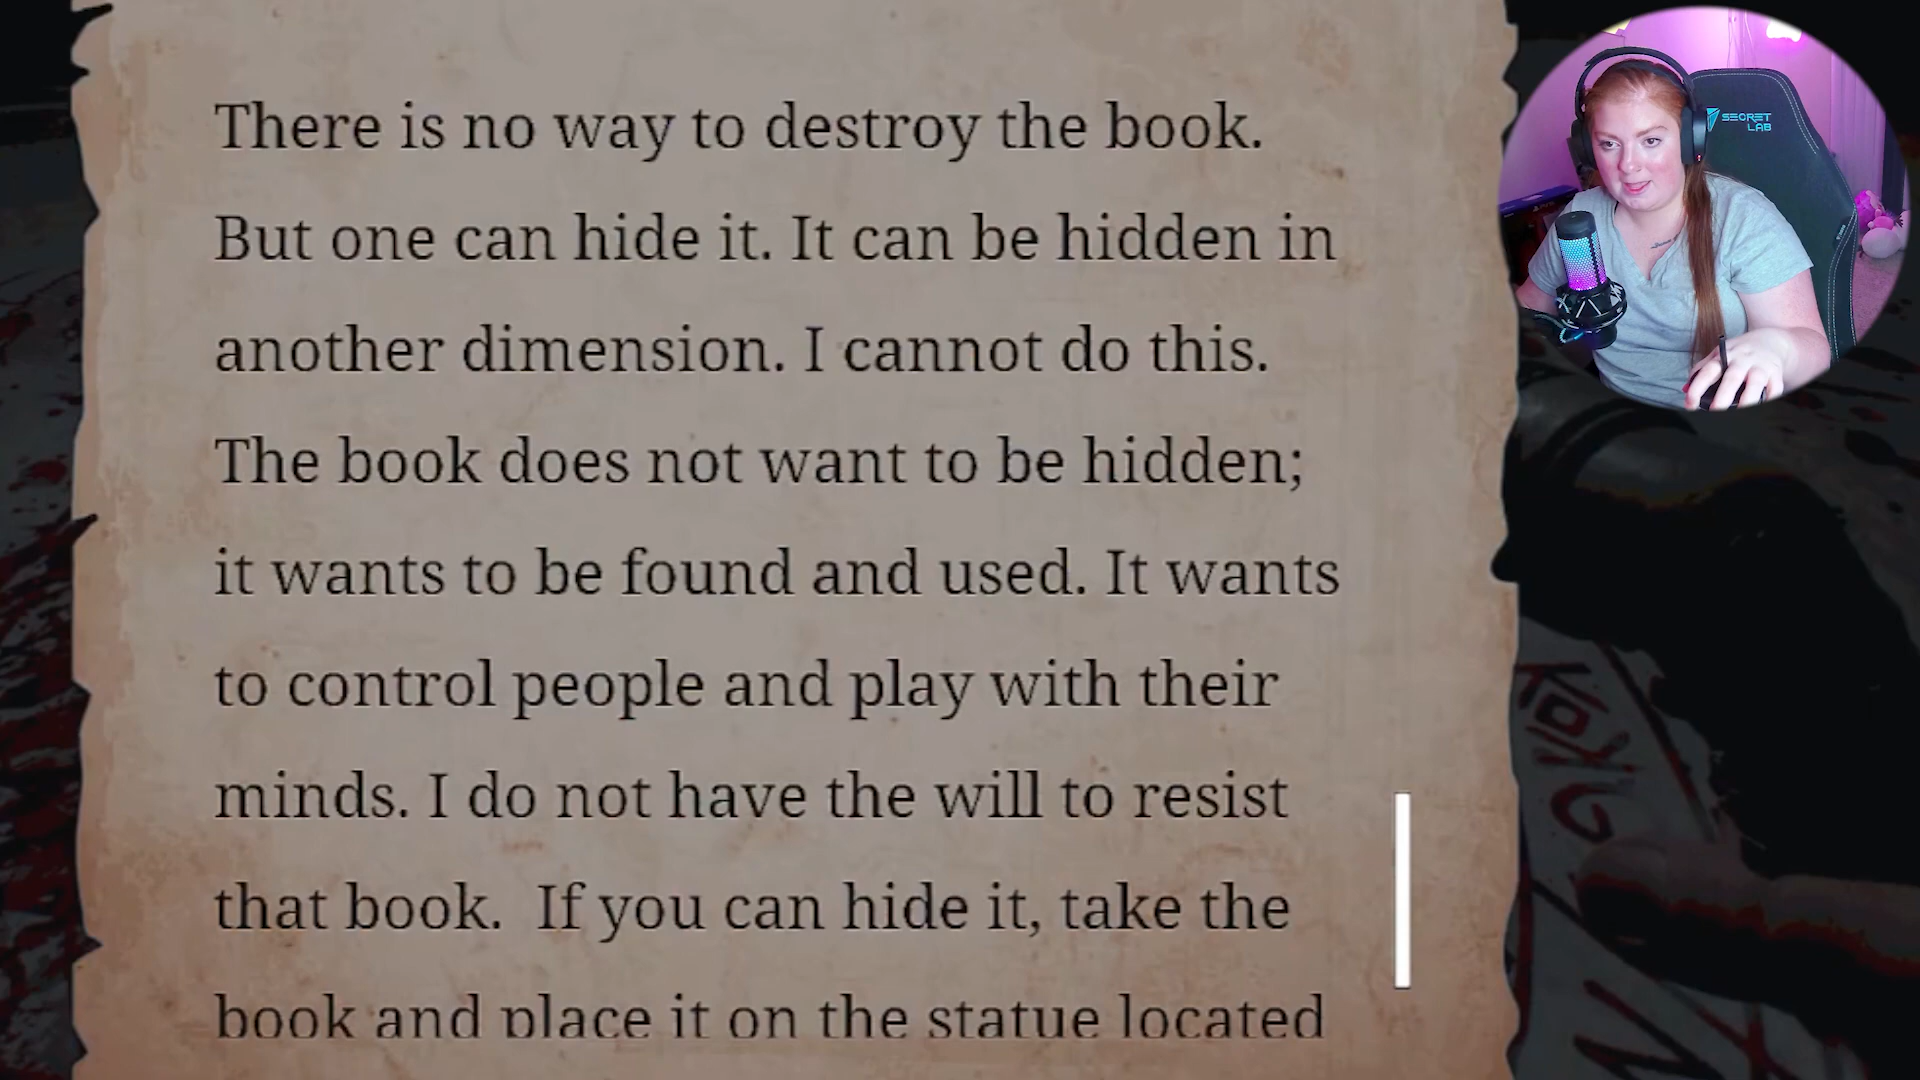 There is no way to destroy the book.
But one can hide it. It can be hidden in
another dimension. I cannot do this.
The book does not want to be hidden;
it wants to be found and used. It wants
to control people and play with their
minds. I do not have the will to resist
that book.  If you can hide it, take the
book and place it on the statue located
SECRET
LAB